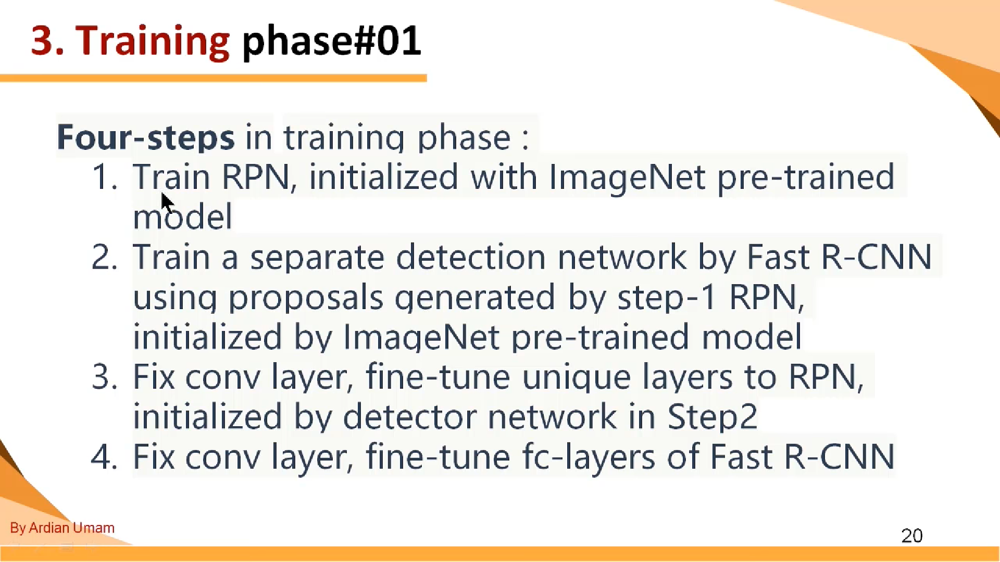 3. Training phase#01
Four-steps in training phase :
1. Train RPN, initialized with ImageNet pre-trained
model
2. Train a separate detection network by Fast R-CNN
using proposals generated by step-1 RPN,
initialized by ImageNet pre-trained model
3. Fix conv layer, fine-tune unique layers to RPN,
initialized by detector network in Step2
4. Fix conv layer, fine-tune fc-layers of Fast R-CNN
By Ardian Umam
20